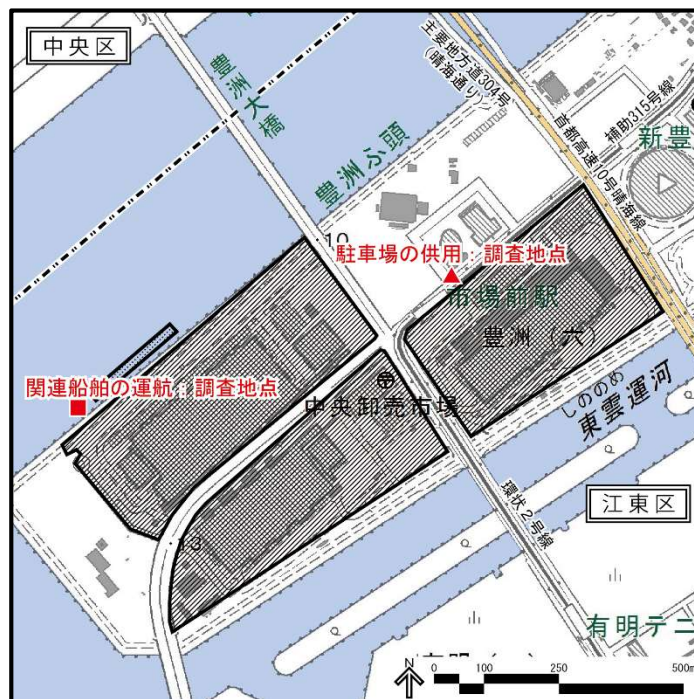 中央区
豊洲大橋
豊洲ふ頭
主要地方道304号
(晴海通り)
首都高速10号晴海線
補助315号線
新豊
10
駐車場の供用：調査地点
市場前駅
豊洲（六）
関連船舶の運航：調査地点
中央卸売市場
しののめ
東雲運河
江東区
環状2号線
13
有明テニ
N
0 100 250 500m